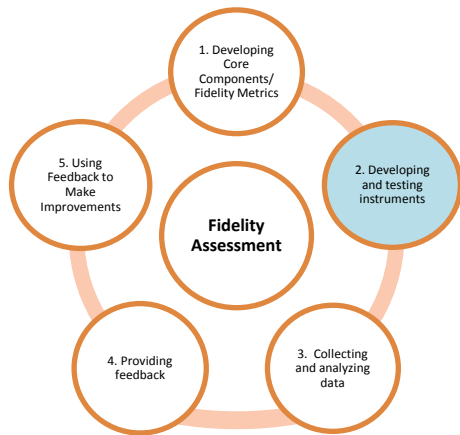 1. Developing
Core
Components/
Fidelity Metrics
2. Developing
and testing
instruments
3.  Collecting
and analyzing
data
4. Providing
feedback
5. Using
Feedback to
Make
Improvements
Fidelity
Assessment